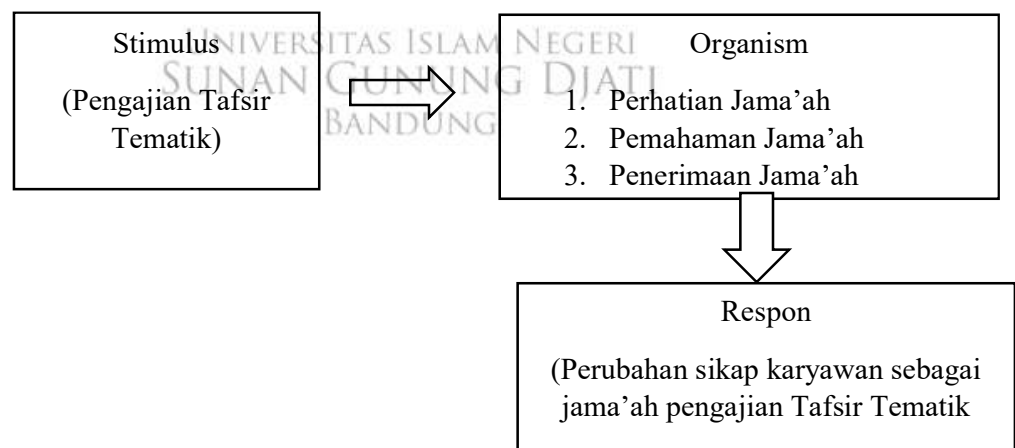 Stimulus
(Pengajian Tafsir
Tematik)
UNIVERSITAS ISLAM NEGERI
SUNAN GUNUNG DJATI
BANDUNG
Organism
1. Perhatian Jama’ah
2. Pemahaman Jama’ah
3. Penerimaan Jama’ah
Respon
(Perubahan sikap karyawan sebagai
jama’ah pengajian Tafsir Tematik